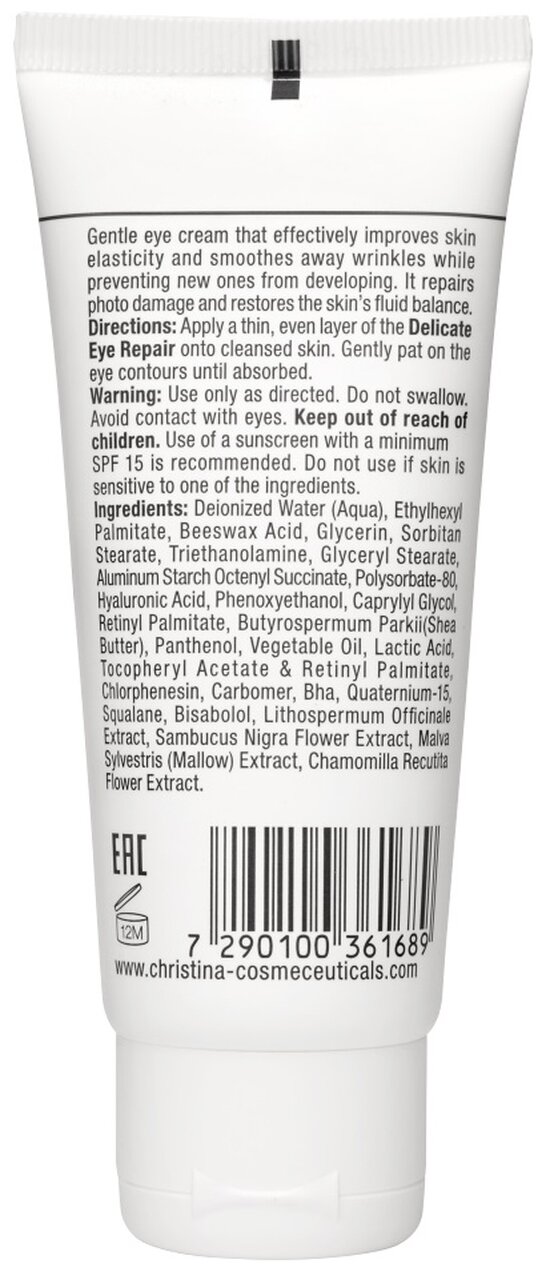 Gentle eye cream that effectively improves skin
elasticity and smoothes away wrinkles while
preventing new ones from developing. It repairs
photo damage and restores the skin's fluid balance.
Directions: Apply a thin, even layer of the Delicate
Eye Repair onto cleansed skin. Gently pat on the
eye contours until absorbed.
Warning: Use only as directed. Do not swallow.
Avoid contact with eyes. Keep out of reach of
children. Use of a sunscreen with a minimum
SPF 15 is recommended. Do not use if skin is
sensitive to one of the ingredients.
Ingredients: Deionized Water (Aqua), Ethylhexyl
Palmitate, Beeswax Acid, Glycerin, Sorbitan
Stearate, Triethanolamine, Glyceryl Stearate,
Aluminum Starch Octenyl Succinate, Polysorbate-80,
Hyaluronic Acid, Phenoxyethanol, Caprylyl Glycol,
Retinyl Palmitate, Butyrospermum Parkii(Shea
Butter), Panthenol, Vegetable Oil, Lactic Acid,
Tocopheryl Acetate & Retinyl Palmitate,
Chlorphenesin, Carbomer, Bha, Quaternium-15,
Squalane, Bisabolol, Lithospermum Officinale
Extract, Sambucus Nigra Flower Extract, Malva
Sylvestris (Mallow) Extract, Chamomilla Recutita
Flower Extract.
EAC
12M
7 290100 361689
www.christina-cosmeceuticals.com